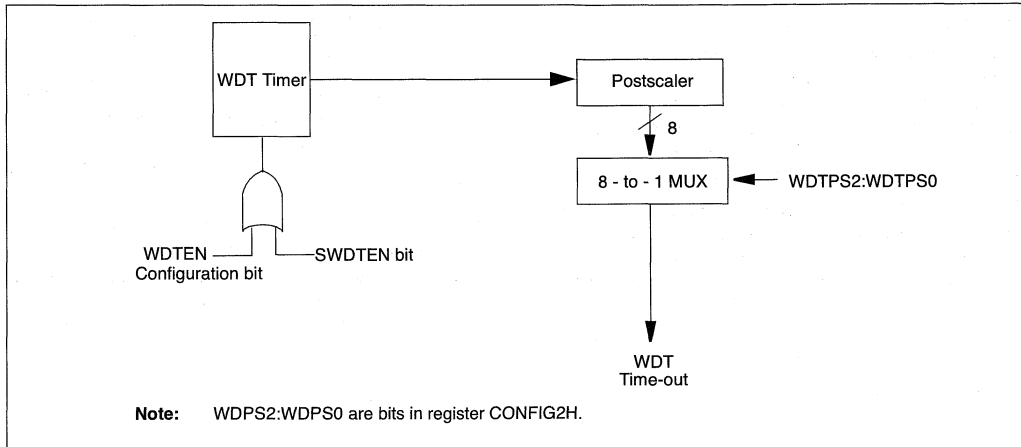 WDT Timer
Postscaler
8
8 - to - 1 MUX
WDTPS2:WDTPS0
WDTEN
Configuration bit
SWDTEN bit
WDT
Time-out
Note: WDPS2:WDPS0 are bits in register CONFIG2H.